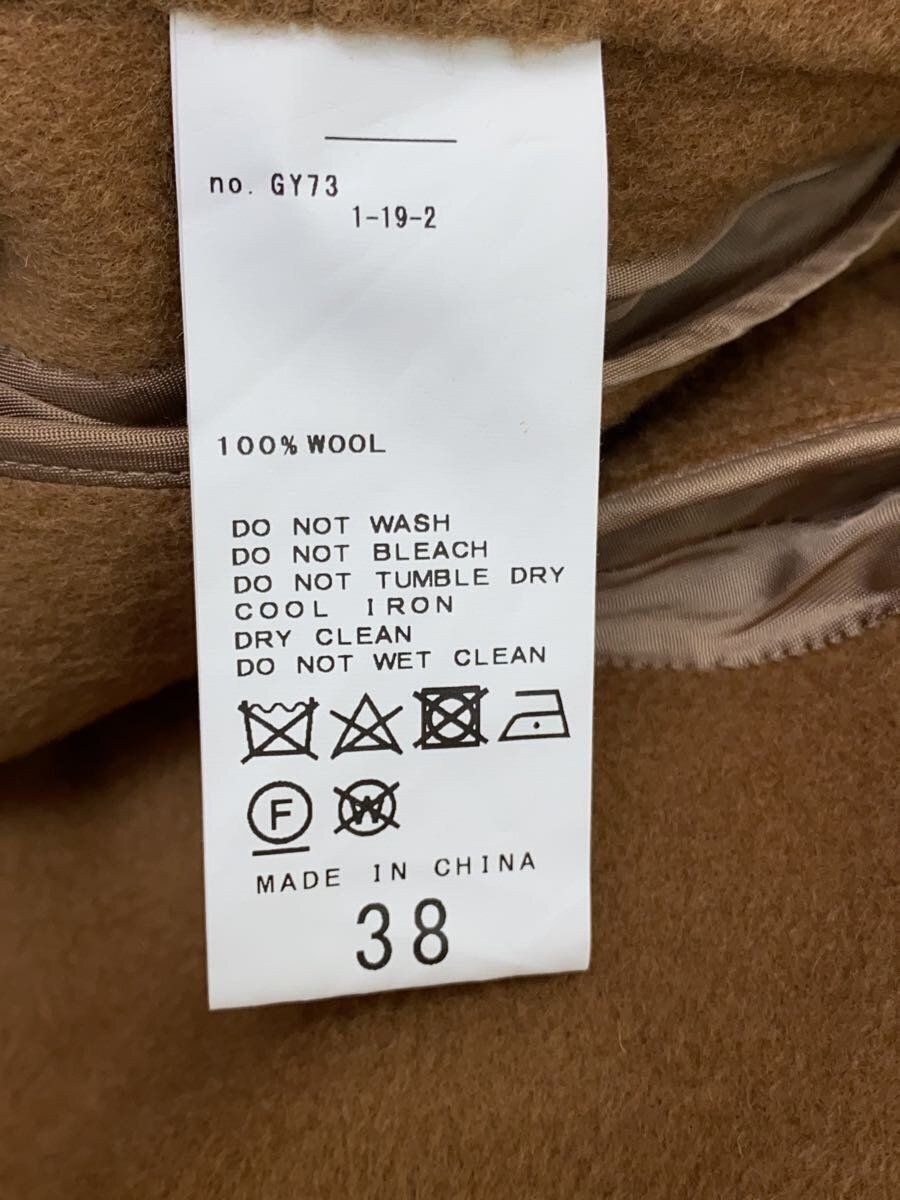 no. GY73
1-19-2
100% WOOL
DO NOT WASH
DO NOT BLEACH
DO NOT TUMBLE DRY
COOL IRON
DRY CLEAN
DO NOT WET CLEAN
F W
MADE IN CHINA
38